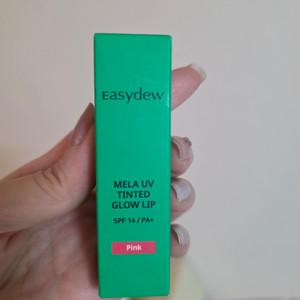 Easydew
MELA UV
TINTED
GLOW LIP
SPF 14 / PA+
Pink